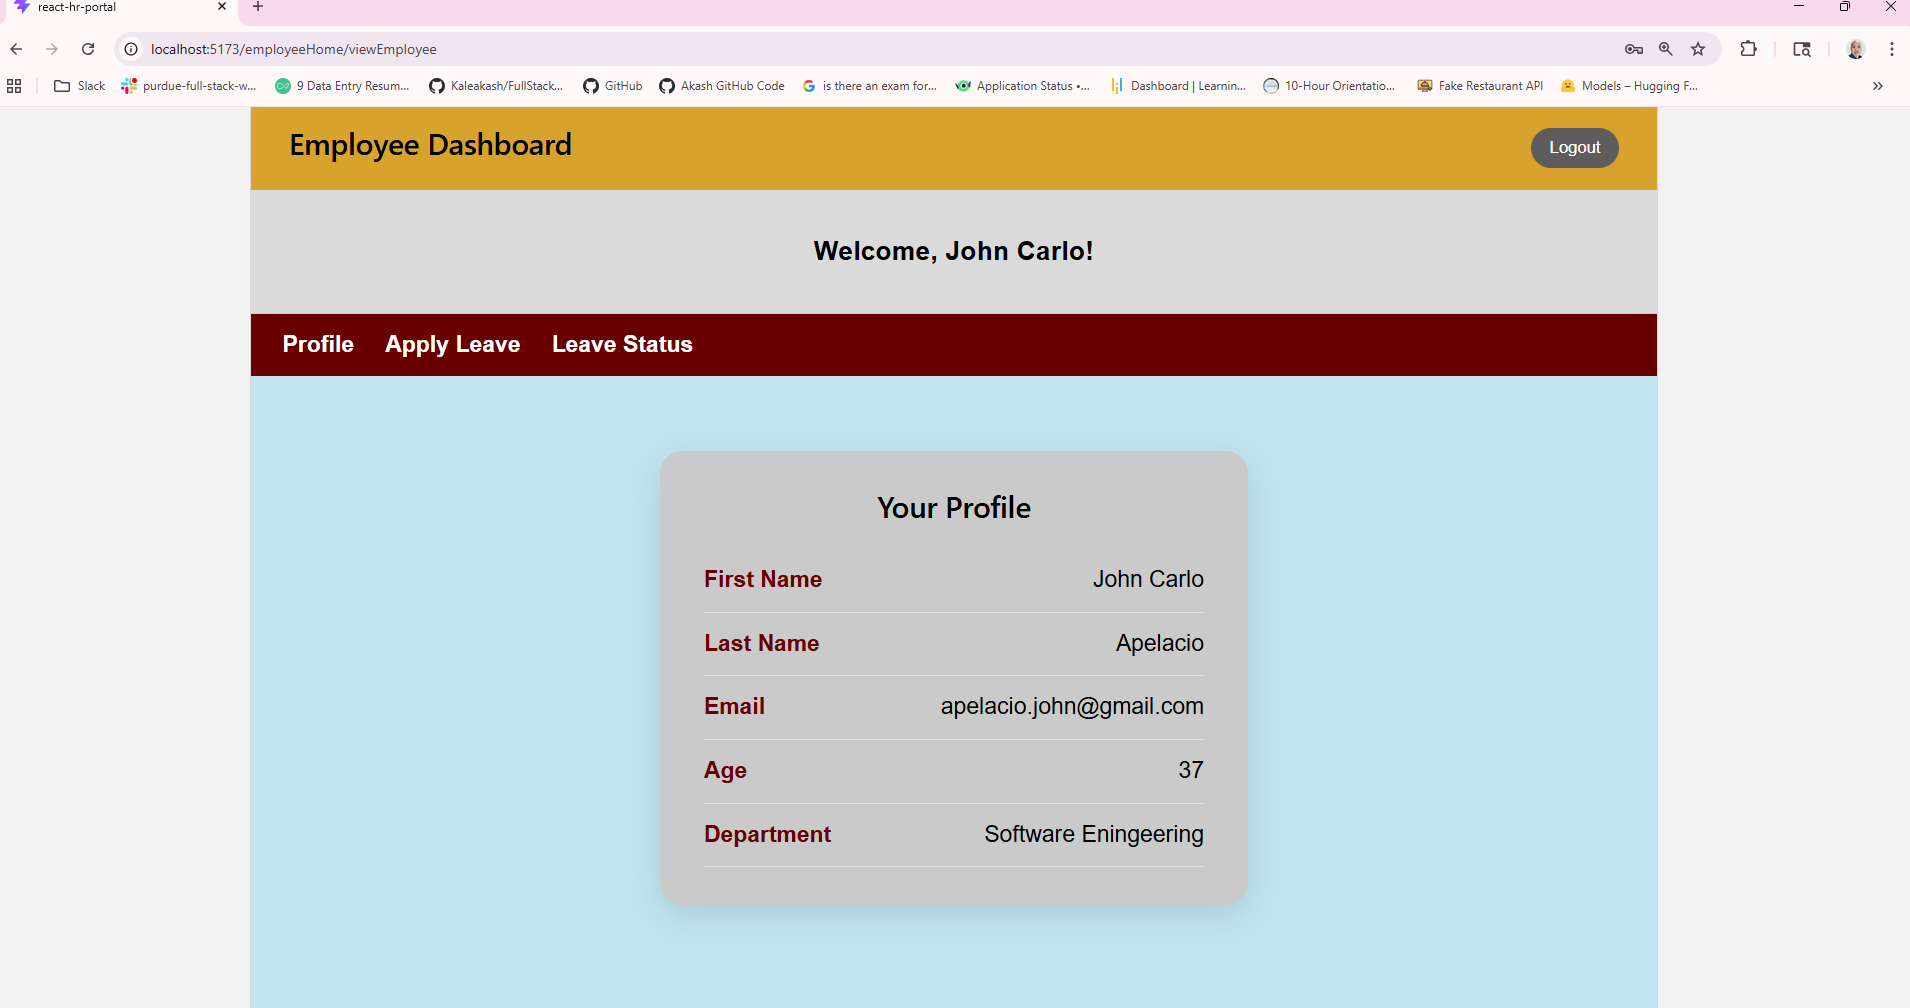 react-hr-portal
localhost:5173/employeeHome/viewEmployee
Slack purdue-full-stack-w... 9 Data Entry Resum... Kaleakash/FullStack... GitHub Akash GitHub Code is there an exam for... Application Status •... Dashboard | Learnin... 10-Hour Orientatio... Fake Restaurant API Models – Hugging F...
Employee Dashboard Logout
Welcome, John Carlo!
Profile Apply Leave Leave Status
Your Profile
First Name John Carlo
Last Name Apelacio
Email apelacio.john@gmail.com
Age 37
Department Software Eningeering